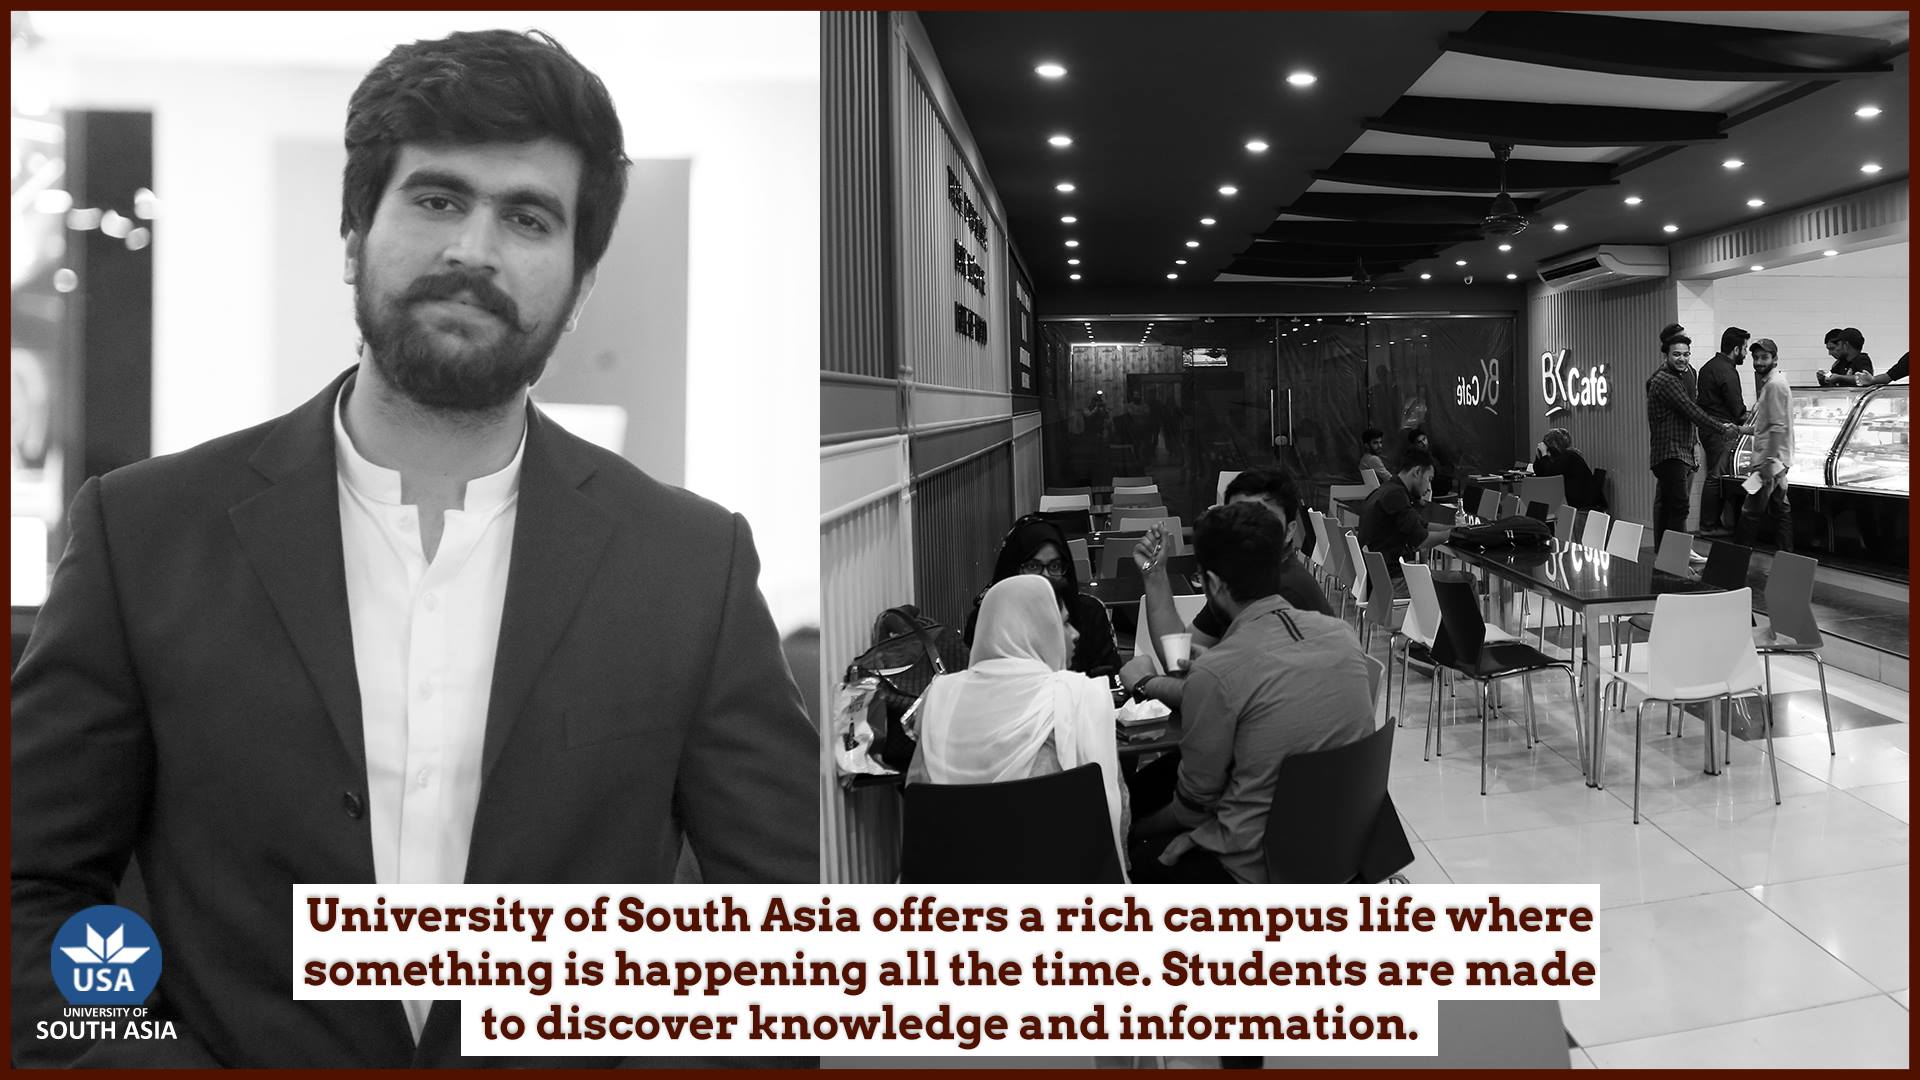 BK Café
University of South Asia offers a rich campus life where
something is happening all the time. Students are made
to discover knowledge and information.
USA
UNIVERSITY OF
SOUTH ASIA